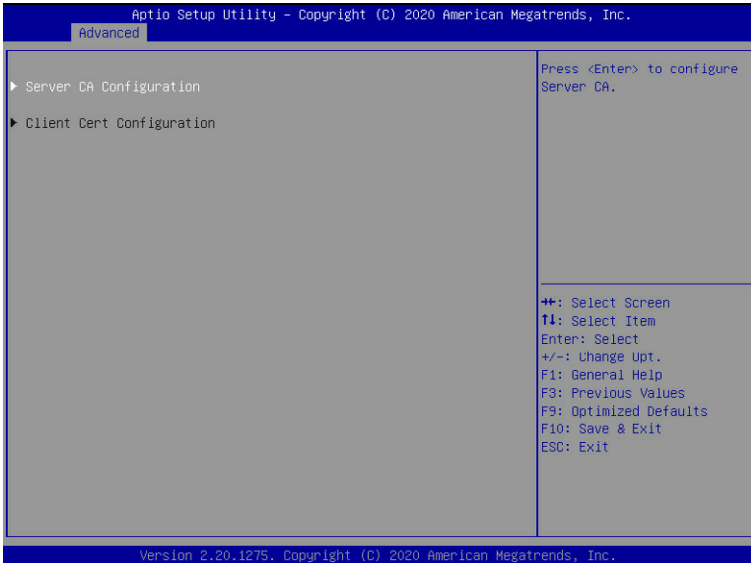 Aptio Setup Utility – Copyright (C) 2020 American Megatrends, Inc.
Advanced
▶ Server CA Configuration
▶ Client Cert Configuration
Press <Enter> to configure
Server CA.
→←: Select Screen
↑↓: Select Item
Enter: Select
+/-: Change Opt.
F1: General Help
F3: Previous Values
F9: Optimized Defaults
F10: Save & Exit
ESC: Exit
Version 2.20.1275. Copyright (C) 2020 American Megatrends, Inc.